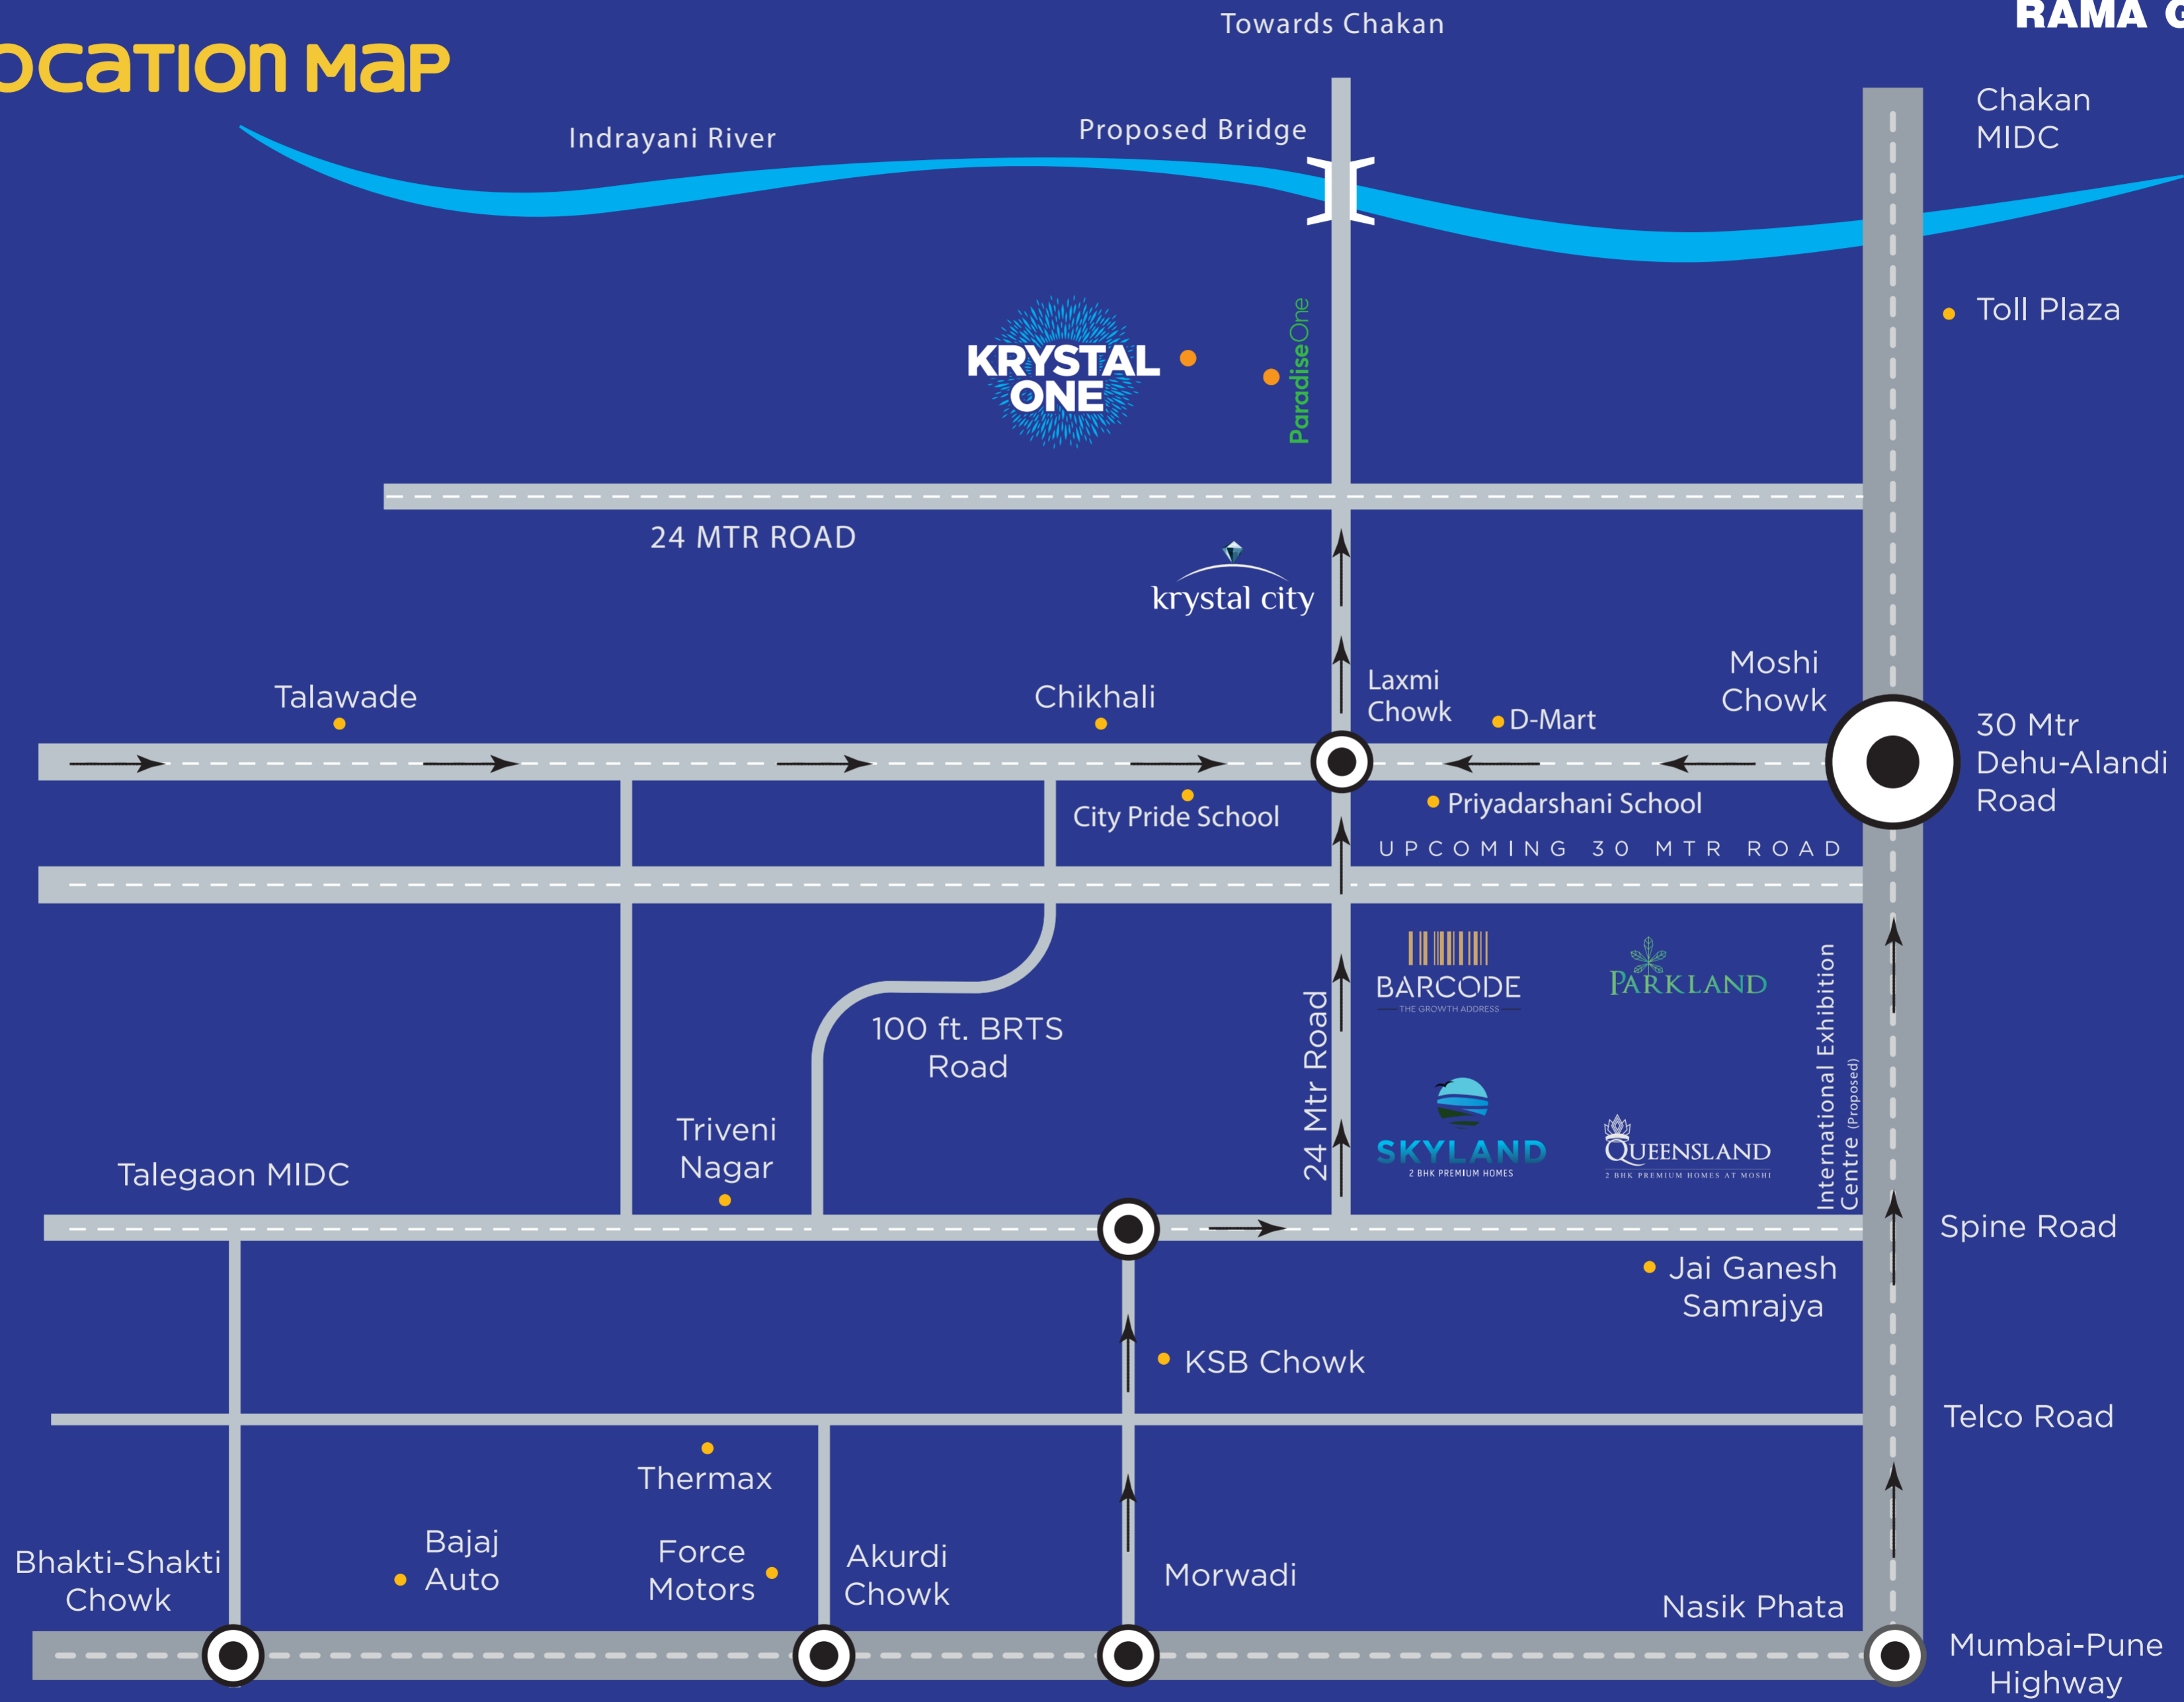 Towards Chakan
RAMA G
OCATION MAP
Chakan
MIDC
Indrayani River
Proposed Bridge
Toll Plaza
KRYSTAL
ONE
ParadiseOne
24 MTR ROAD
krystal city
Talawade
Chikhali
Laxmi
Chowk
D-Mart
Moshi
Chowk
30 Mtr
Dehu-Alandi
Road
City Pride School
Priyadarshani School
UPCOMING 30 MTR ROAD
BARCODE
THE GROWTH ADDRESS
PARKLAND
International Exhibition
Centre (Proposed)
100 ft. BRTS
Road
24 Mtr Road
SKYLAND
2 BHK PREMIUM HOMES
QUEENSLAND
2 BHK PREMIUM HOMES AT MOSHI
Triveni
Nagar
Talegaon MIDC
Spine Road
Jai Ganesh
Samrajya
KSB Chowk
Telco Road
Thermax
Bhakti-Shakti
Chowk
Bajaj
Auto
Force
Motors
Akurdi
Chowk
Morwadi
Nasik Phata
Mumbai-Pune
Highway